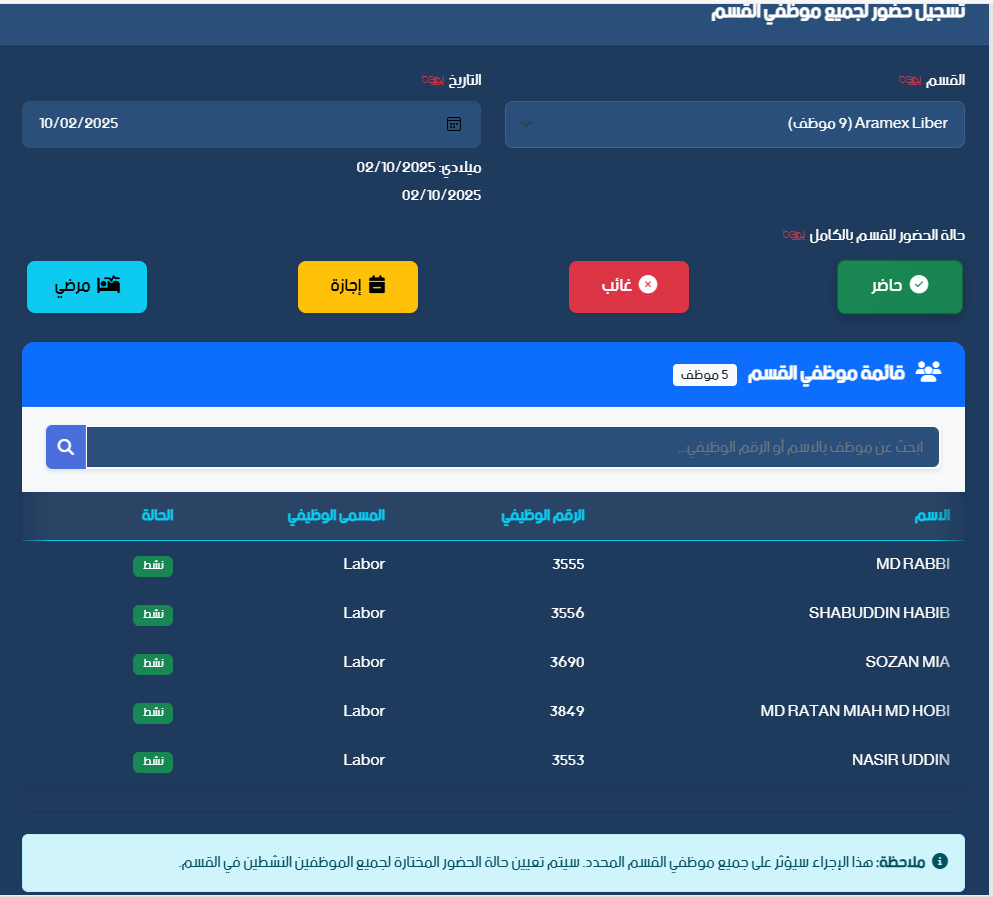 تسجيل حضور لجميع موظفي القسم
القسم
Aramex Liber (9 موظف)
التاريخ
10/02/2025
ميلادي: 02/10/2025
02/10/2025
حالة الحضور للقسم بالكامل
حاضر
غائب
إجازة
مرضي
قائمة موظفي القسم 5 موظف
ابحث عن موظف بالاسم أو الرقم الوظيفي...
الاسم الرقم الوظيفي المسمى الوظيفي الحالة
MD RABBI 3555 Labor نشط
SHABUDDIN HABIB 3556 Labor نشط
SOZAN MIA 3690 Labor نشط
MD RATAN MIAH MD HOBI 3849 Labor نشط
NASIR UDDIN 3553 Labor نشط
ملاحظة: هذا الإجراء سيؤثر على جميع موظفي القسم المحدد. سيتم تعيين حالة الحضور المختارة لجميع الموظفين النشطين في القسم.